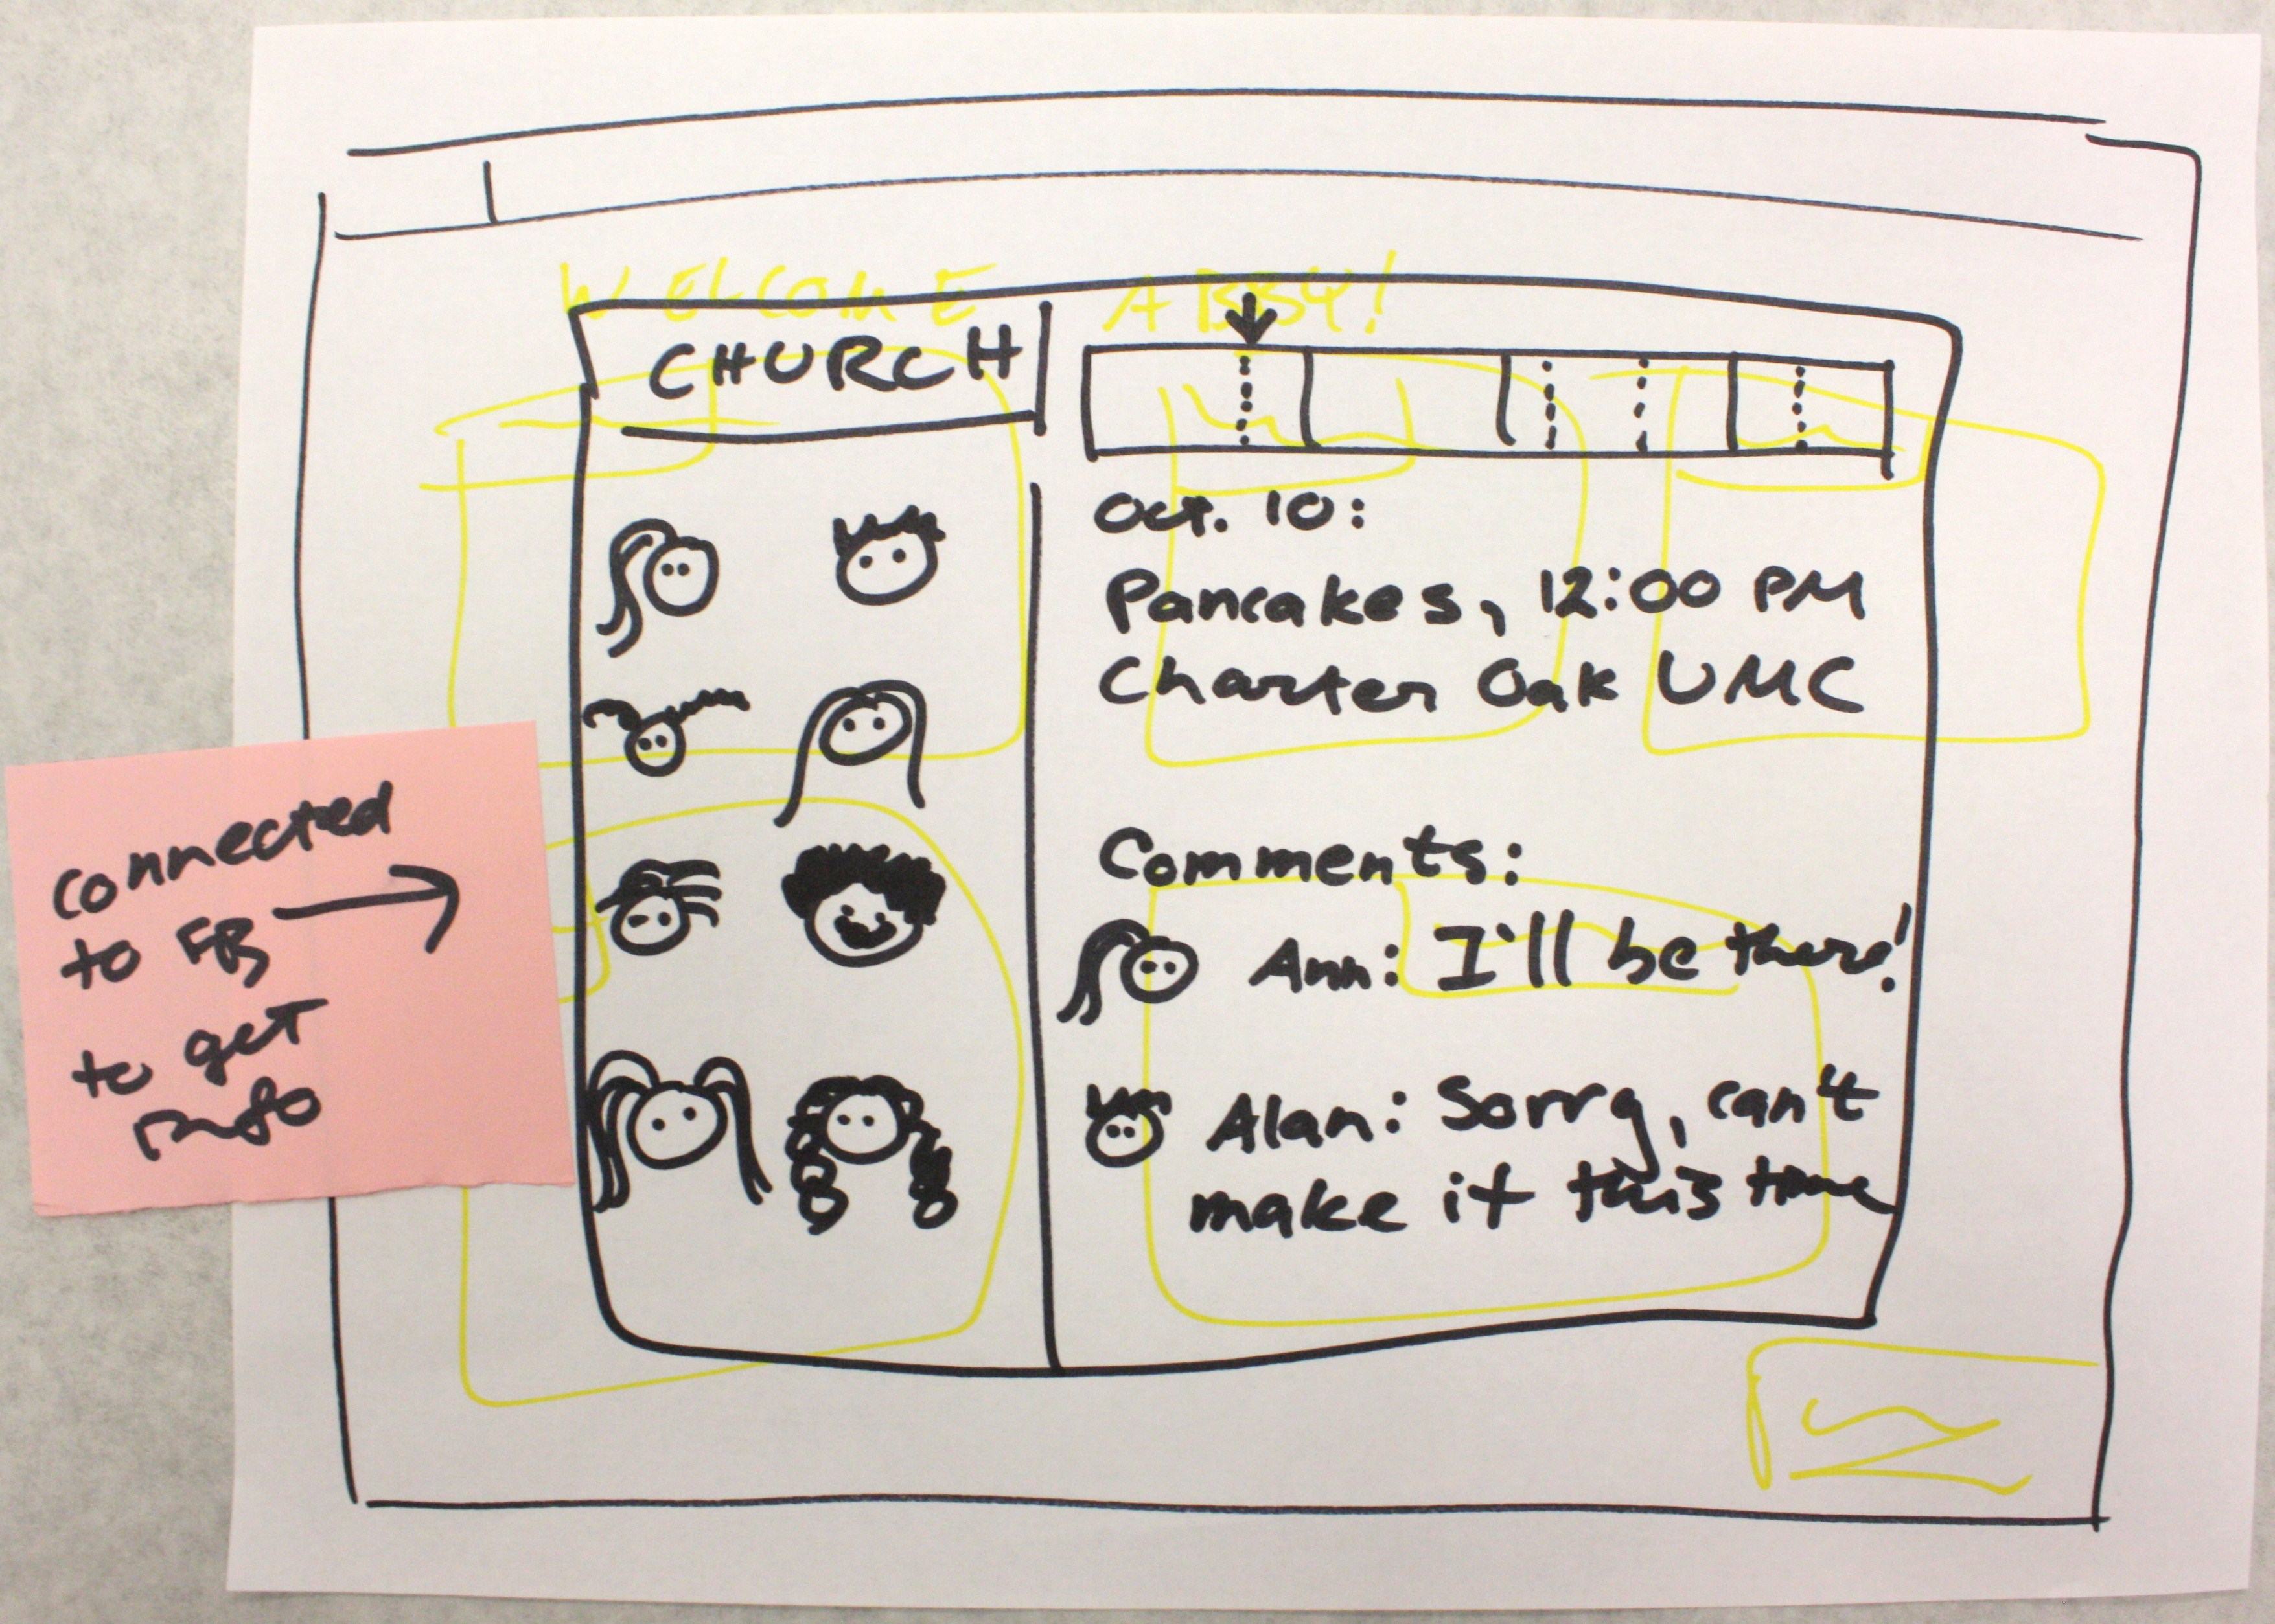 WELCOME ABBY!
CHURCH
Oct. 10:
Pancakes, 12:00 PM
Charter Oak UMC
Comments:
Ann: I'll be there!
Alan: Sorry, can't
make it this time
connected
to FB
to get
info